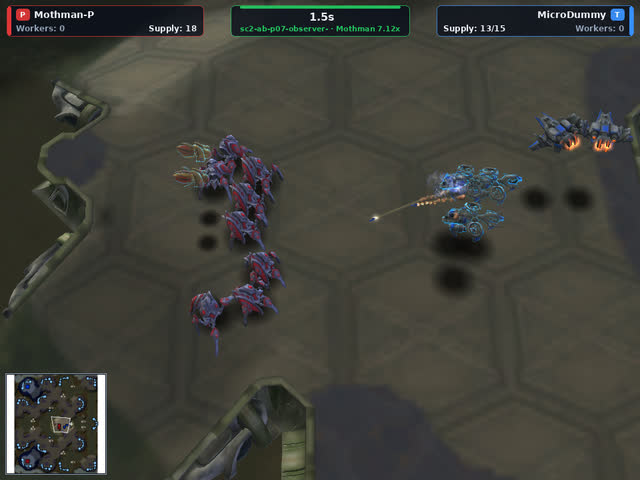 P Mothman-P
Workers: 0 Supply: 18
1.5s
sc2-ab-p07-observer- · Mothman 7.12x
MicroDummy T
Supply: 13/15 Workers: 0